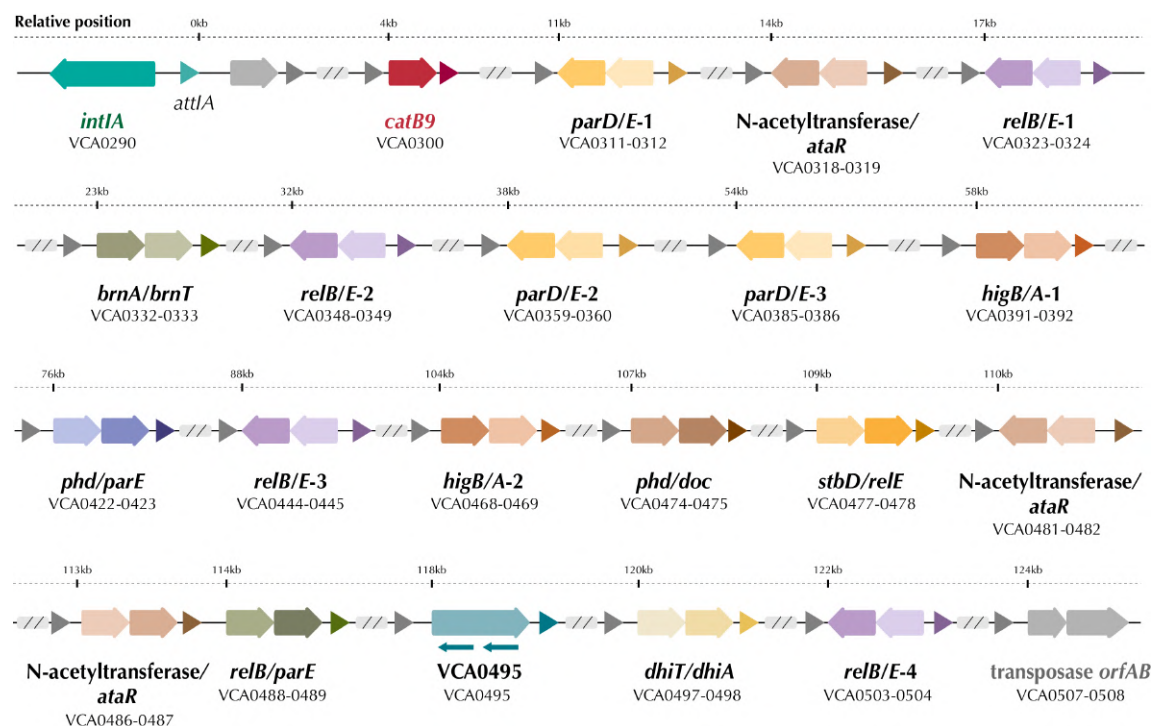 Relative position
0kb 4kb 11kb 14kb 17kb
attIA
intIA catB9 parD/E-1 N-acetyltransferase/ relB/E-1
ataR
VCA0290 VCA0300 VCA0311-0312 VCA0318-0319 VCA0323-0324
23kb 32kb 38kb 54kb 58kb
brnA/brnT relB/E-2 parD/E-2 parD/E-3 higB/A-1
VCA0332-0333 VCA0348-0349 VCA0359-0360 VCA0385-0386 VCA0391-0392
76kb 88kb 104kb 107kb 109kb 110kb
phd/parE relB/E-3 higB/A-2 phd/doc stbD/relE N-acetyltransferase/
ataR
VCA0422-0423 VCA0444-0445 VCA0468-0469 VCA0474-0475 VCA0477-0478 VCA0481-0482
113kb 114kb 118kb 120kb 122kb 124kb
N-acetyltransferase/ relB/parE VCA0495 dhiT/dhiA relB/E-4 transposase orfAB
ataR
VCA0486-0487 VCA0488-0489 VCA0495 VCA0497-0498 VCA0503-0504 VCA0507-0508